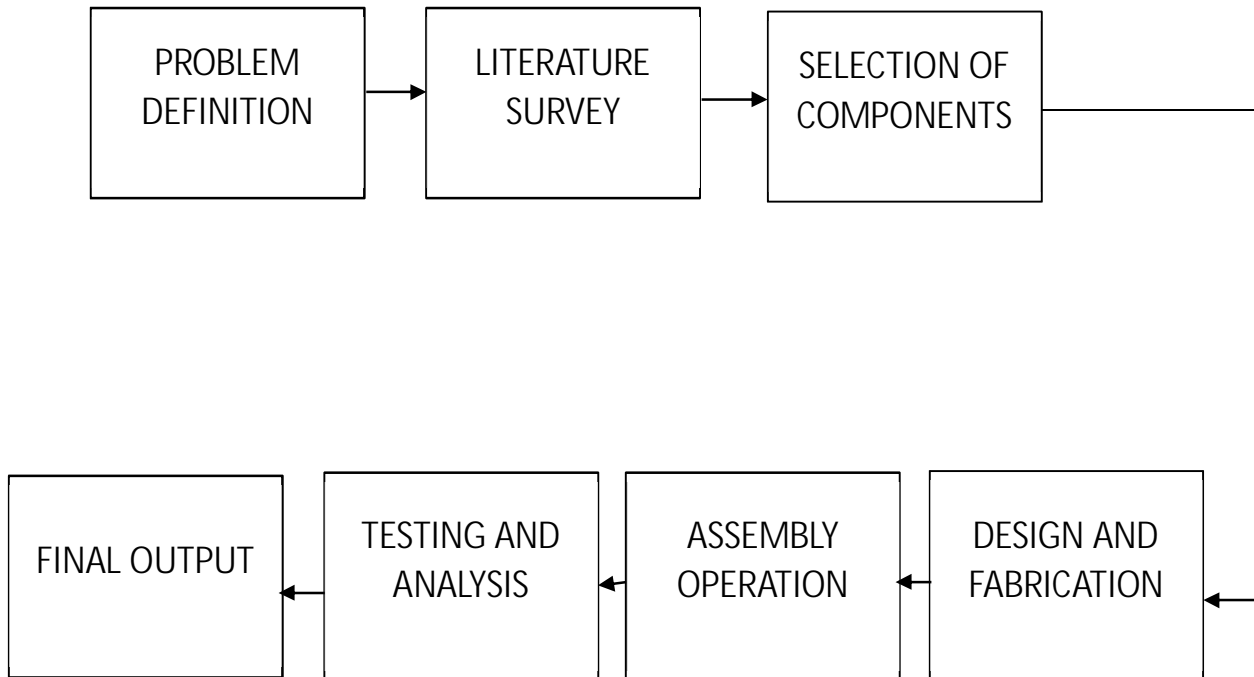 PROBLEM
DEFINITION
LITERATURE
SURVEY
SELECTION OF
COMPONENTS
DESIGN AND
FABRICATION
ASSEMBLY
OPERATION
TESTING AND
ANALYSIS
FINAL OUTPUT